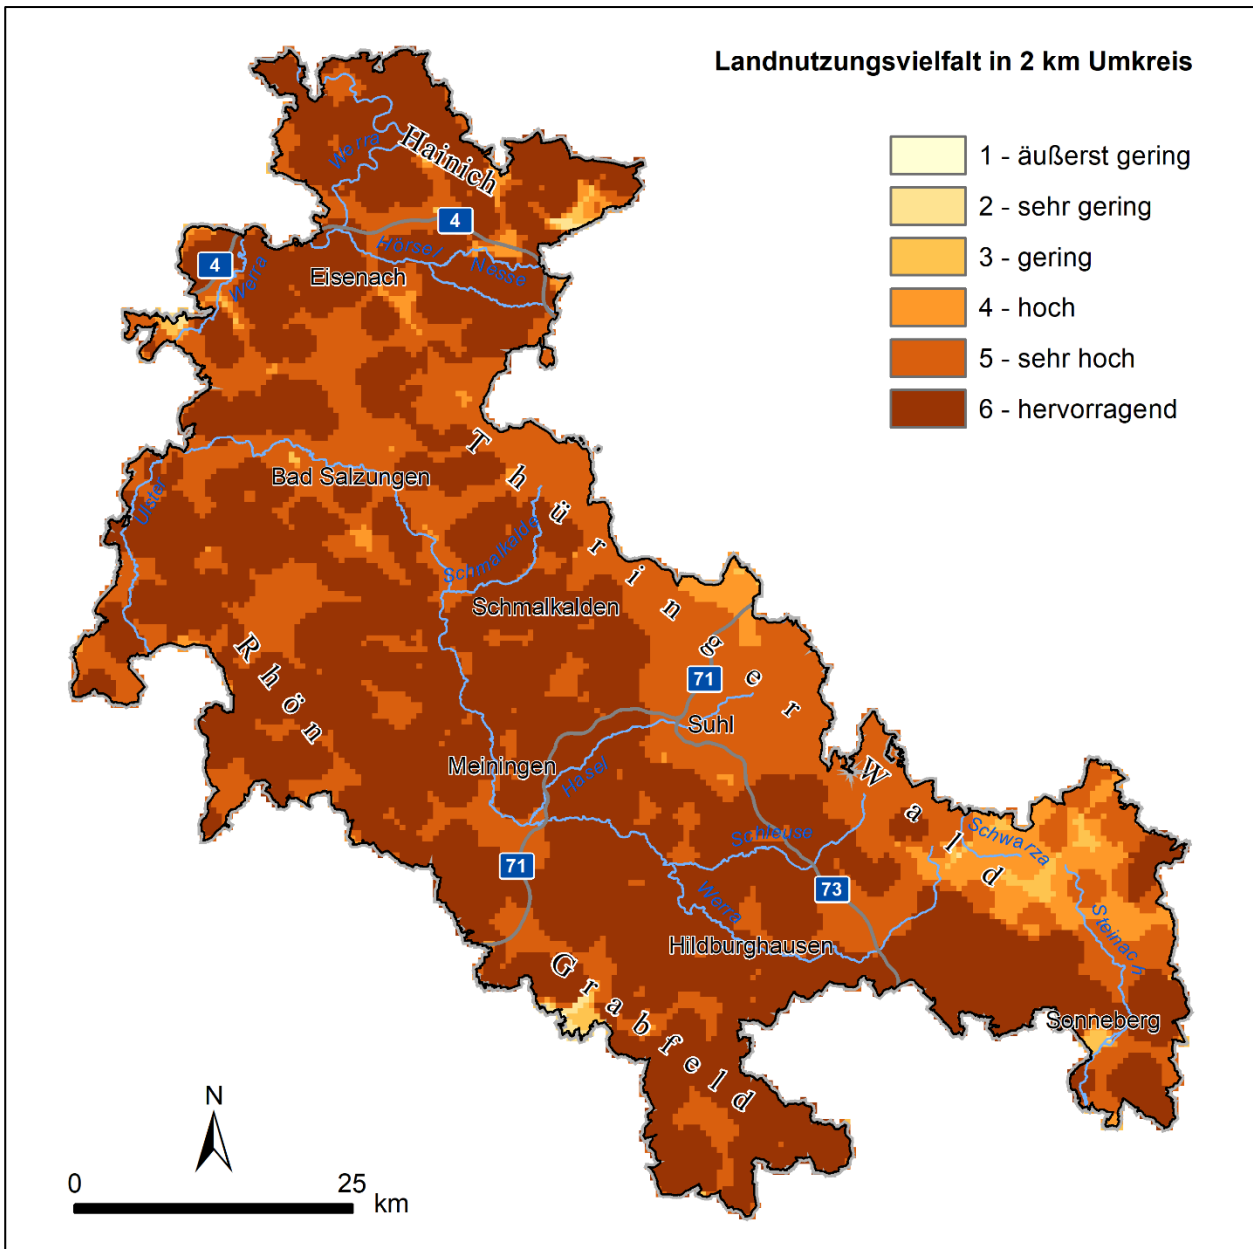 Landnutzungsvielfalt in 2 km Umkreis
1 - äußerst gering
2 - sehr gering
3 - gering
4 - hoch
5 - sehr hoch
6 - hervorragend
Werra
Hainich
4
4
Hörsel
Nesse
Werra
Eisenach
Thüringer
Bad Salzungen
Ulster
Schmalkalde
Schmalkalden
Rhön
71
Suhl
Meiningen
Hasel
Wald
Schwarza
Schleuse
71
73
Werra
Steinach
Hildburghausen
Grabfeld
Sonneberg
N
0 25 km